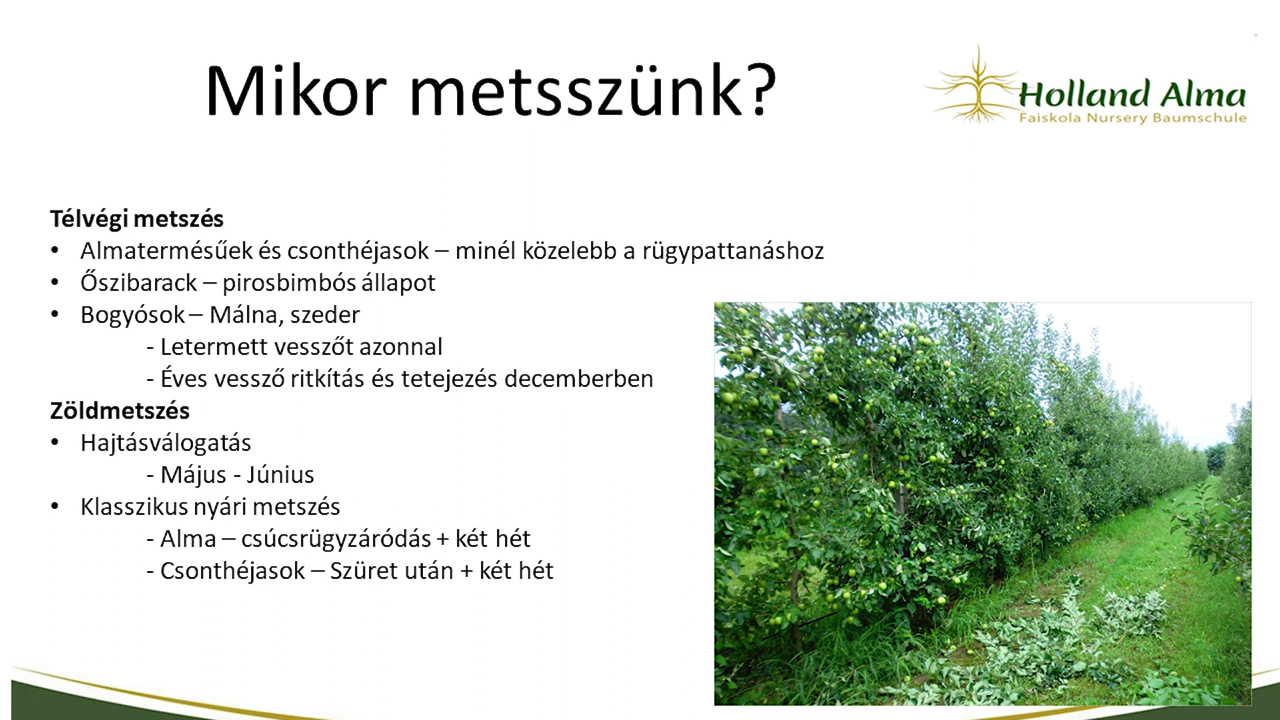 Mikor metsszünk?
Holland Alma
Faiskola Nursery Baumschule
Télvégi metszés
• Almatermésűek és csonthéjasok – minél közelebb a rügypattanáshoz
• Őszibarack – pirosbimbós állapot
• Bogyósok – Málna, szeder
- Letermett vesszőt azonnal
- Éves vessző ritkítás és tetejezés decemberben
Zöldmetszés
• Hajtásválogatás
- Május - Június
• Klasszikus nyári metszés
- Alma – csúcsrügyzáródás + két hét
- Csonthéjasok – Szüret után + két hét